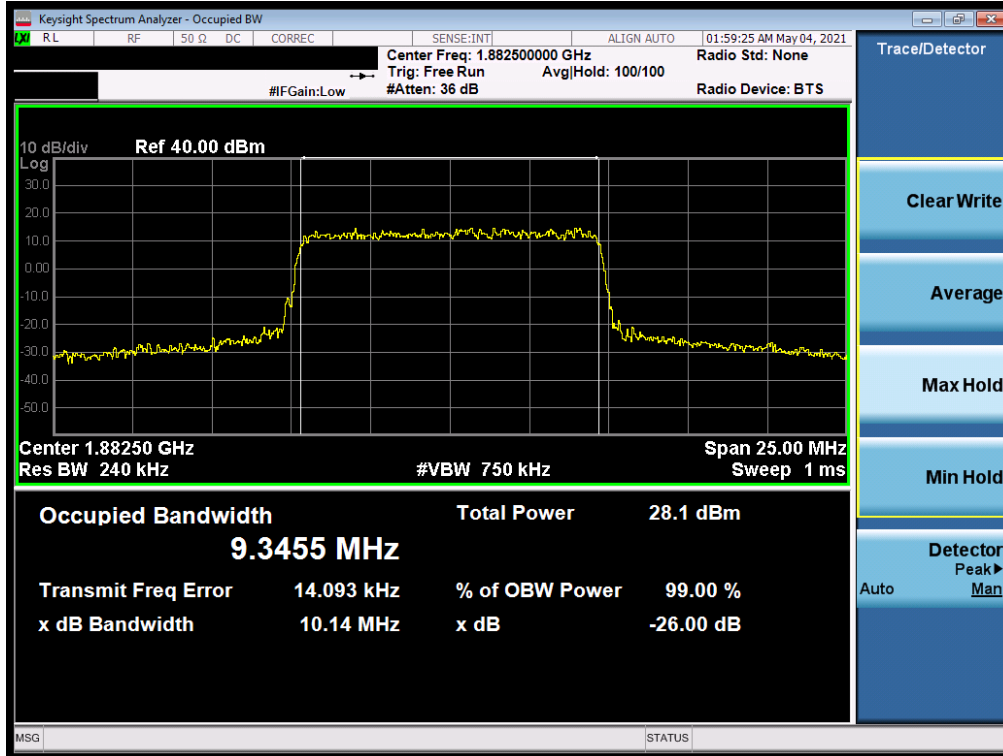 Keysight Spectrum Analyzer - Occupied BW
LXI RL RF 50 Ω DC CORREC SENSE:INT ALIGN AUTO 01:59:25 AM May 04, 2021
Center Freq: 1.882500000 GHz Radio Std: None
Trig: Free Run Avg|Hold: 100/100
#IFGain:Low #Atten: 36 dB Radio Device: BTS
Trace/Detector
10 dB/div Ref 40.00 dBm
Log
30.0
20.0
10.0
0.00
-10.0
-20.0
-30.0
-40.0
-50.0
Center 1.88250 GHz Span 25.00 MHz
Res BW 240 kHz #VBW 750 kHz Sweep 1 ms
Occupied Bandwidth Total Power 28.1 dBm
9.3455 MHz
Transmit Freq Error 14.093 kHz % of OBW Power 99.00 %
x dB Bandwidth 10.14 MHz x dB -26.00 dB
Clear Write
Average
Max Hold
Min Hold
Detector
Peak▶
Auto Man
MSG STATUS